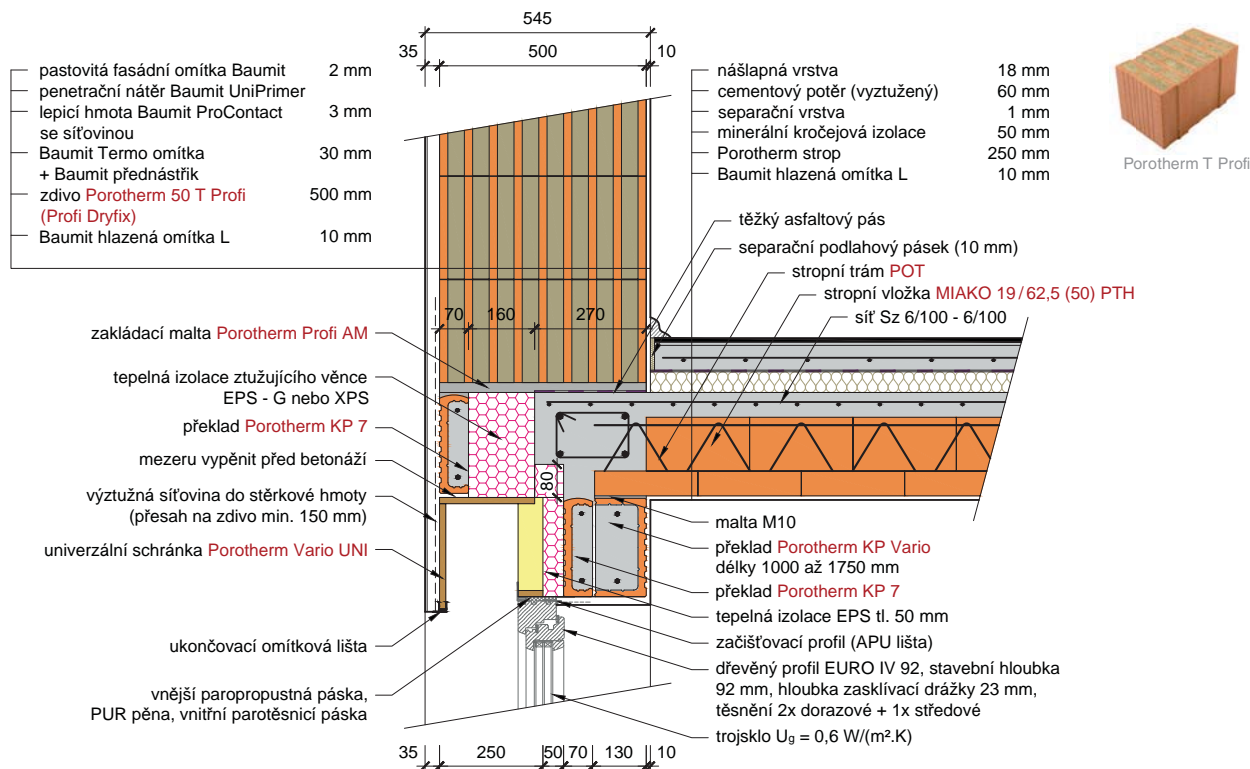 545
35 500 10
pastovitá fasádní omítka Baumit 2 mm
penetrační nátěr Baumit UniPrimer
lepicí hmota Baumit ProContact 3 mm
se síťovinou
Baumit Termo omítka 30 mm
+ Baumit přednástřik
zdivo Porotherm 50 T Profi 500 mm
(Profi Dryfix)
Baumit hlazená omítka L 10 mm
nášlapná vrstva 18 mm
cementový potěr (vyztužený) 60 mm
separační vrstva 1 mm
minerální kročejová izolace 50 mm
Porotherm strop 250 mm
Baumit hlazená omítka L 10 mm
Porotherm T Profi
těžký asfaltový pás
separační podlahový pásek (10 mm)
stropní trám POT
stropní vložka MIAKO 19/62,5 (50) PTH
síť Sz 6/100 - 6/100
70 160 270
zakládací malta Porotherm Profi AM
tepelná izolace ztužujícího věnce
EPS - G nebo XPS
překlad Porotherm KP 7
mezeru vypěnit před betonáží
výztužná síťovina do stěrkové hmoty
(přesah na zdivo min. 150 mm)
univerzální schránka Porotherm Vario UNI
ukončovací omítková lišta
vnější paropropustná páska,
PUR pěna, vnitřní parotěsnicí páska
80
malta M10
překlad Porotherm KP Vario
délky 1000 až 1750 mm
překlad Porotherm KP 7
tepelná izolace EPS tl. 50 mm
začišťovací profil (APU lišta)
dřevěný profil EURO IV 92, stavební hloubka
92 mm, hloubka zasklívací drážky 23 mm,
těsnění 2x dorazové + 1x středové
trojsklo Ug = 0,6 W/(m².K)
35 250 50 70 130 10